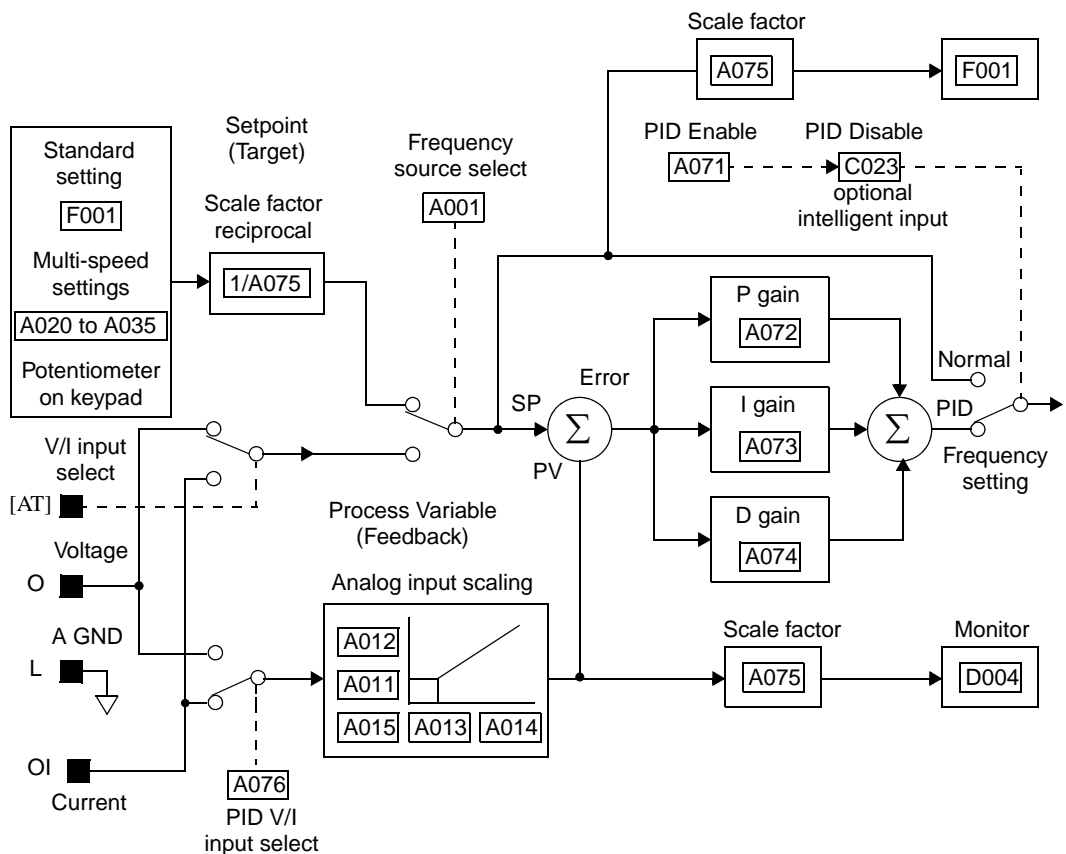 Scale factor
A075
F001
PID Enable
A071
PID Disable
C023
optional
intelligent input
Standard
setting
F001
Multi-speed
settings
A020 to A035
Potentiometer
on keypad
Setpoint
(Target)
Scale factor
reciprocal
1/A075
Frequency
source select
A001
P gain
A072
I gain
A073
D gain
A074
Error
SP
Σ
PV
Σ
Normal
PID
Frequency
setting
V/I input
select
[AT]
Voltage
O
A GND
L
OI
Current
Process Variable
(Feedback)
Analog input scaling
A012
A011
A015
A013
A014
A076
PID V/I
input select
Scale factor
A075
Monitor
D004